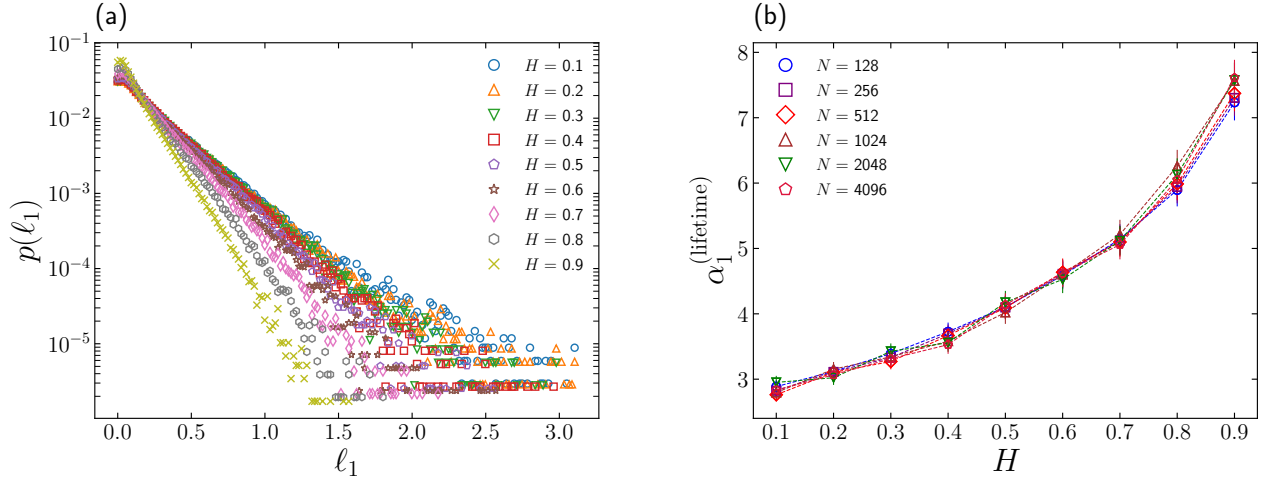 (a)
10⁻¹
10⁻²
10⁻³
10⁻⁴
10⁻⁵
p(ℓ₁)
0.0 0.5 1.0 1.5 2.0 2.5 3.0
ℓ₁
H = 0.1
H = 0.2
H = 0.3
H = 0.4
H = 0.5
H = 0.6
H = 0.7
H = 0.8
H = 0.9
(b)
8
7
6
5
4
3
α₁^(lifetime)
0.1 0.2 0.3 0.4 0.5 0.6 0.7 0.8 0.9
H
N = 128
N = 256
N = 512
N = 1024
N = 2048
N = 4096